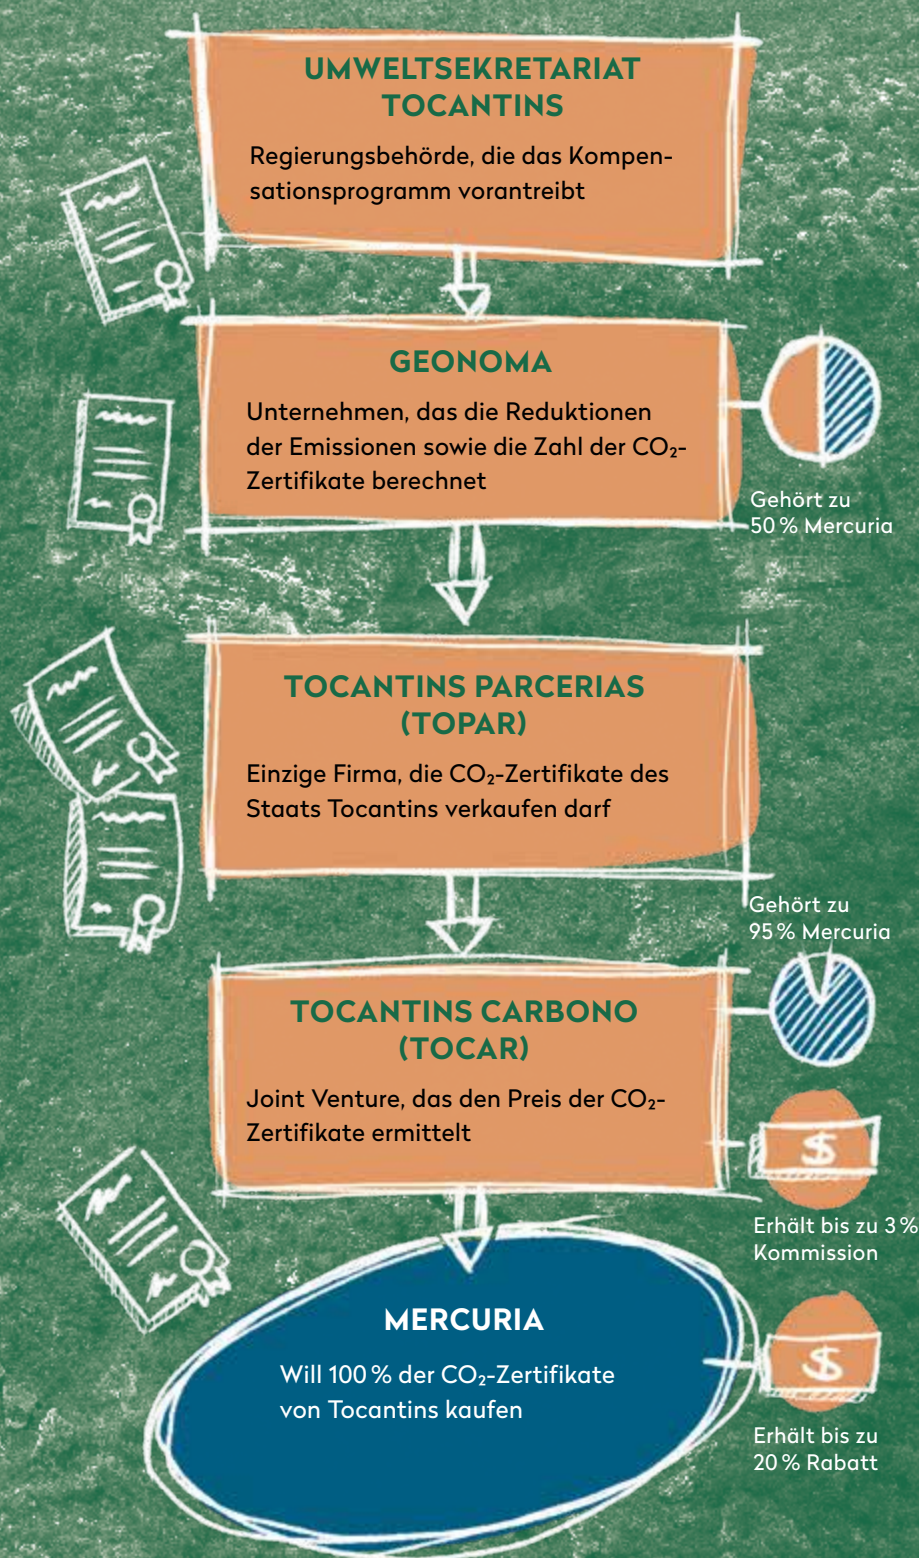 UMWELTSEKRETARIAT
TOCANTINS
Regierungsbehörde, die das Kompen-
sationsprogramm vorantreibt
GEONOMA
Unternehmen, das die Reduktionen
der Emissionen sowie die Zahl der CO₂-
Zertifikate berechnet
Gehört zu
50 % Mercuria
TOCANTINS PARCERIAS
(TOPAR)
Einzige Firma, die CO₂-Zertifikate des
Staats Tocantins verkaufen darf
Gehört zu
95 % Mercuria
TOCANTINS CARBONO
(TOCAR)
Joint Venture, das den Preis der CO₂-
Zertifikate ermittelt
$
Erhält bis zu 3 %
Kommission
MERCURIA
Will 100 % der CO₂-Zertifikate
von Tocantins kaufen
$
Erhält bis zu
20 % Rabatt